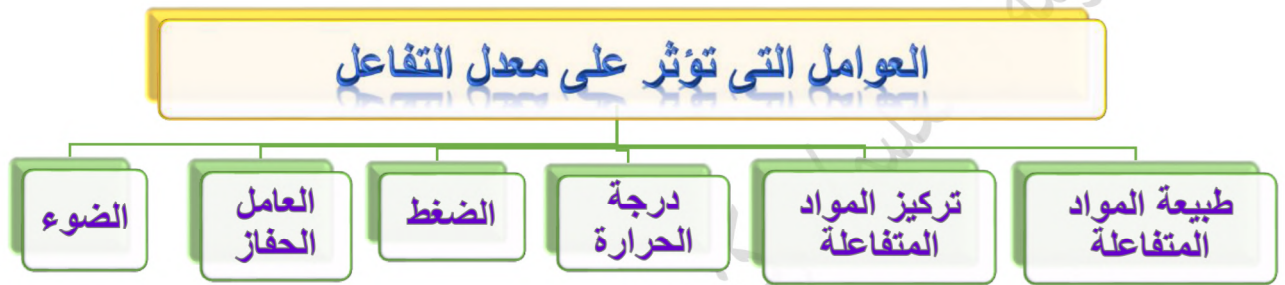 العوامل التى تؤثر على معدل التفاعل
طبيعة المواد
المتفاعلة
تركيز المواد
المتفاعلة
درجة
الحرارة
الضغط
العامل
الحفاز
الضوء